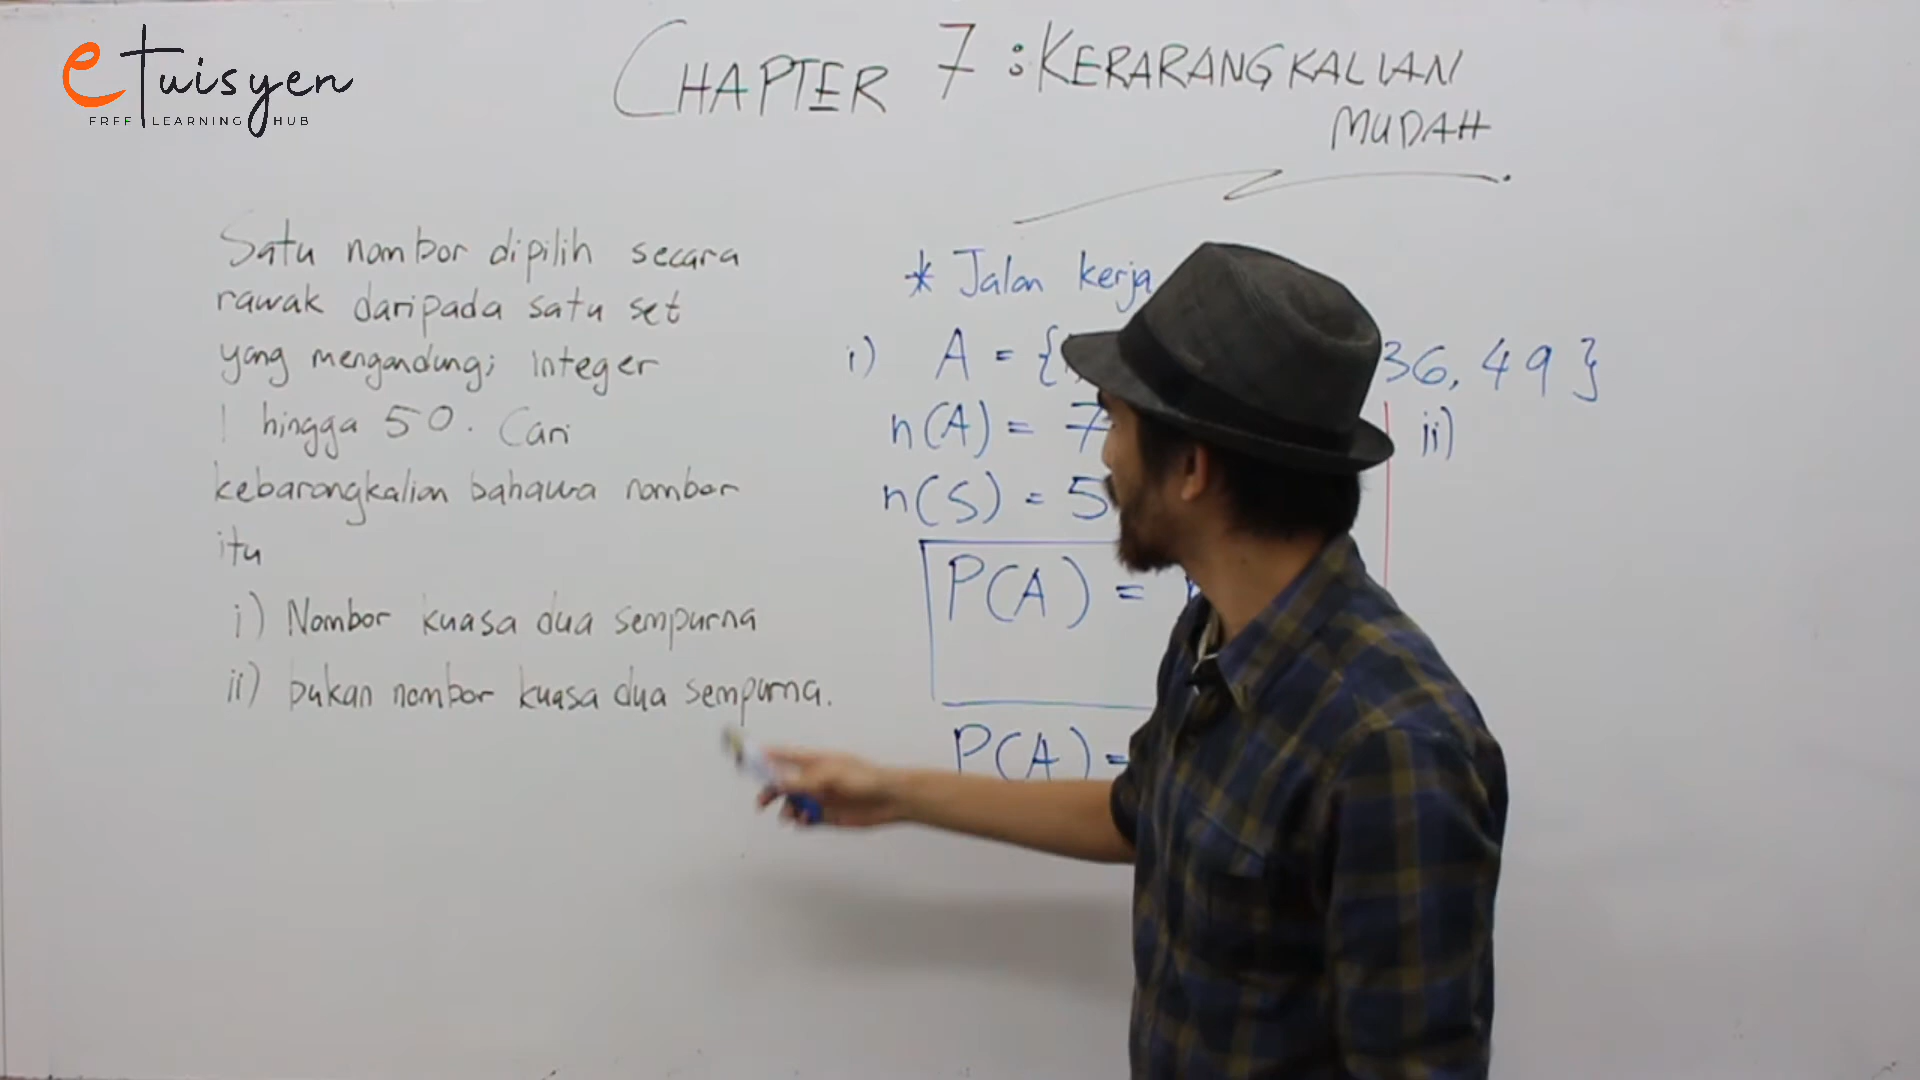 eTuisyen
FREE LEARNING HUB
CHAPTER 7 : KERARANGKALIAN
MUDAH
Satu nombor dipilih secara
rawak daripada satu set
yang mengandungi integer
1 hingga 50. Cari
kebarangkalian bahawa nombor
itu
i) Nombor kuasa dua sempurna
ii) bukan nombor kuasa dua sempurna.
* Jalan kerja
i) A = { 36, 49 }
n(A) = 7
n(S) = 5
P(A) =
P(A) =
ii)